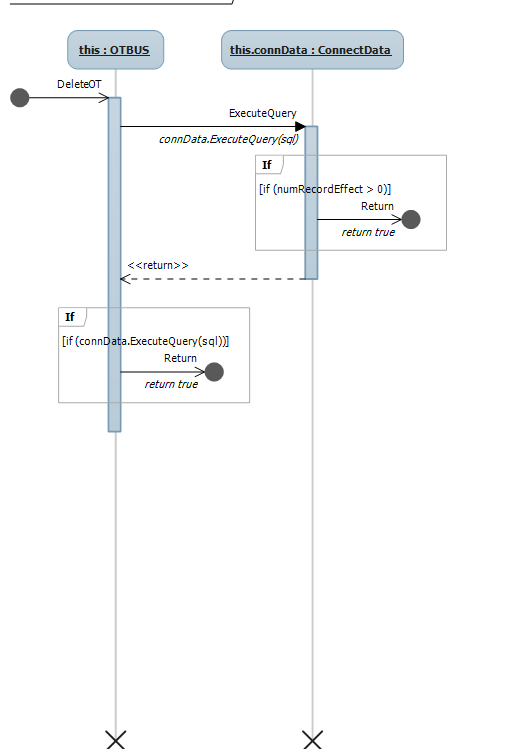 this : OTBUS
this.connData : ConnectData
DeleteOT
ExecuteQuery
connData.ExecuteQuery(sql)
If
[if (numRecordEffect > 0)]
Return
return true
<<return>>
If
[if (connData.ExecuteQuery(sql))]
Return
return true